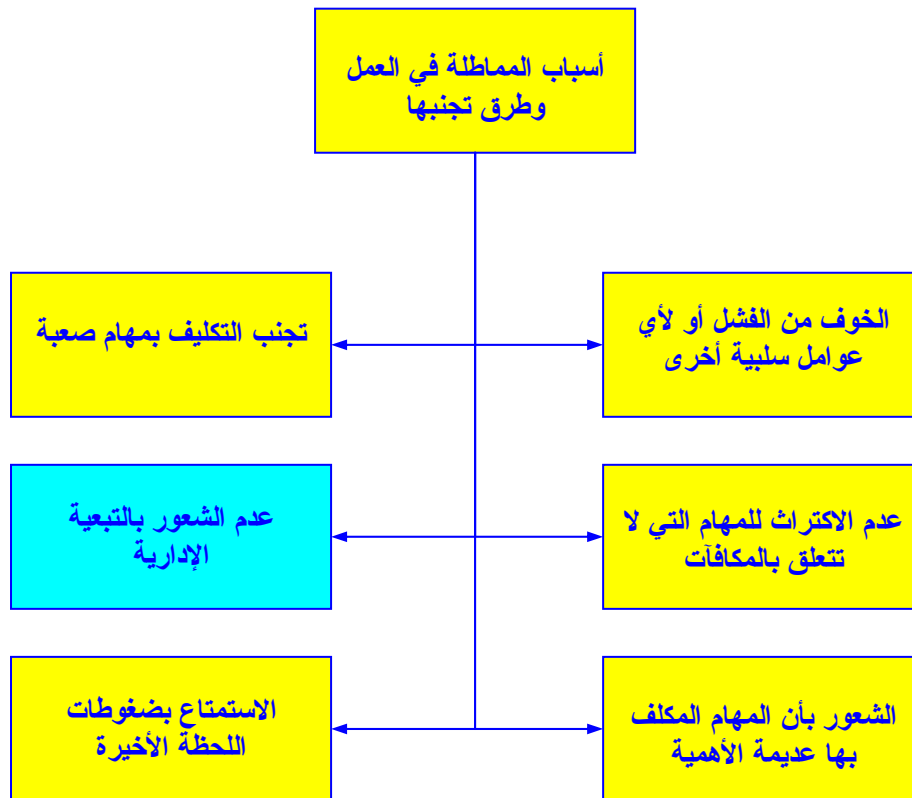 أسباب المماطلة في العمل
وطرق تجنبها
الخوف من الفشل أو لأي
عوامل سلبية أخرى
تجنب التكليف بمهام صعبة
عدم الاكتراث للمهام التي لا
تتعلق بالمكافآت
عدم الشعور بالتبعية
الإدارية
الشعور بأن المهام المكلف
بها عديمة الأهمية
الاستمتاع بضغوطات
اللحظة الأخيرة